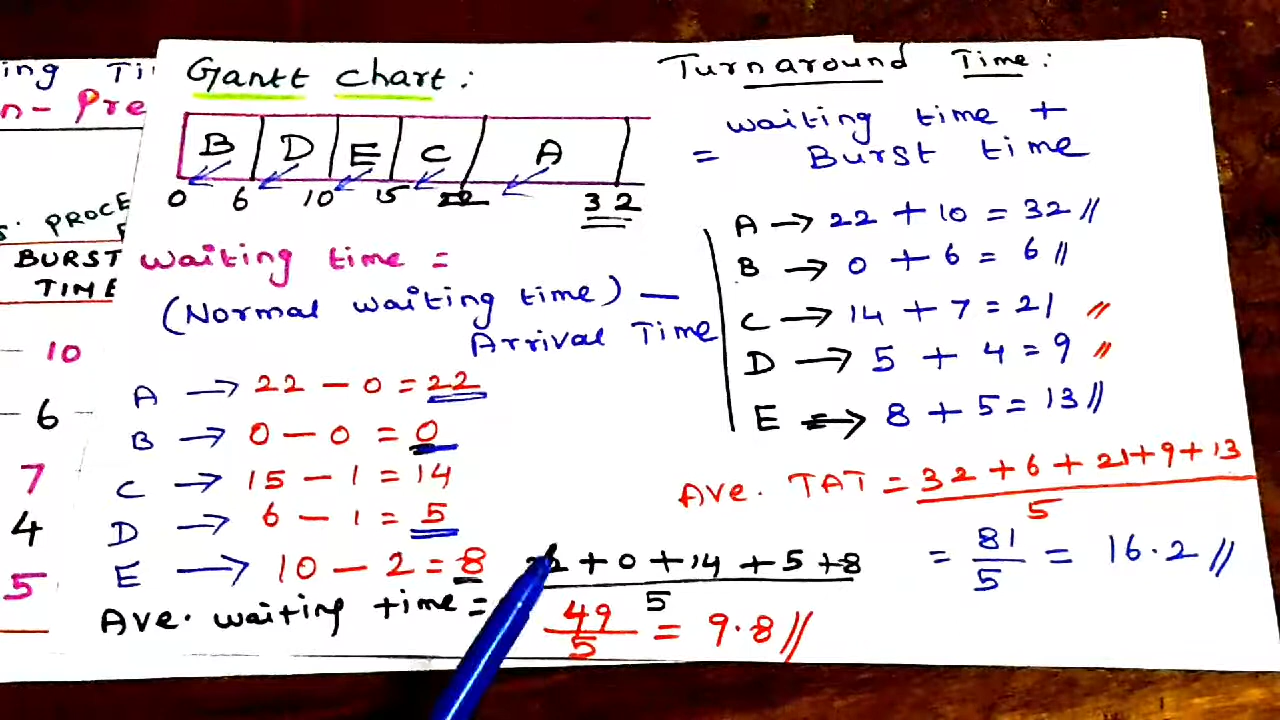 ing Ti
n- Pre
PROCE
BURST
TIME
- 10
- 6
7
4
5
Gantt chart :
B D E C A
0 6 10 15 22 32
Waiting time =
(Normal waiting time) -
Arrival Time
A → 22 - 0 = 22
B → 0 - 0 = 0
C → 15 - 1 = 14
D → 6 - 1 = 5
E → 10 - 2 = 8
Ave. waiting time =
+ 0 + 14 + 5 + 8
5
49
5
= 9.8 //
Turnaround Time :
= waiting time +
Burst time
A → 22 + 10 = 32 //
B → 0 + 6 = 6 //
C → 14 + 7 = 21 //
D → 5 + 4 = 9 //
E → 8 + 5 = 13 //
Ave. TAT = 32 + 6 + 21 + 9 + 13
5
= 81
5
= 16.2 //